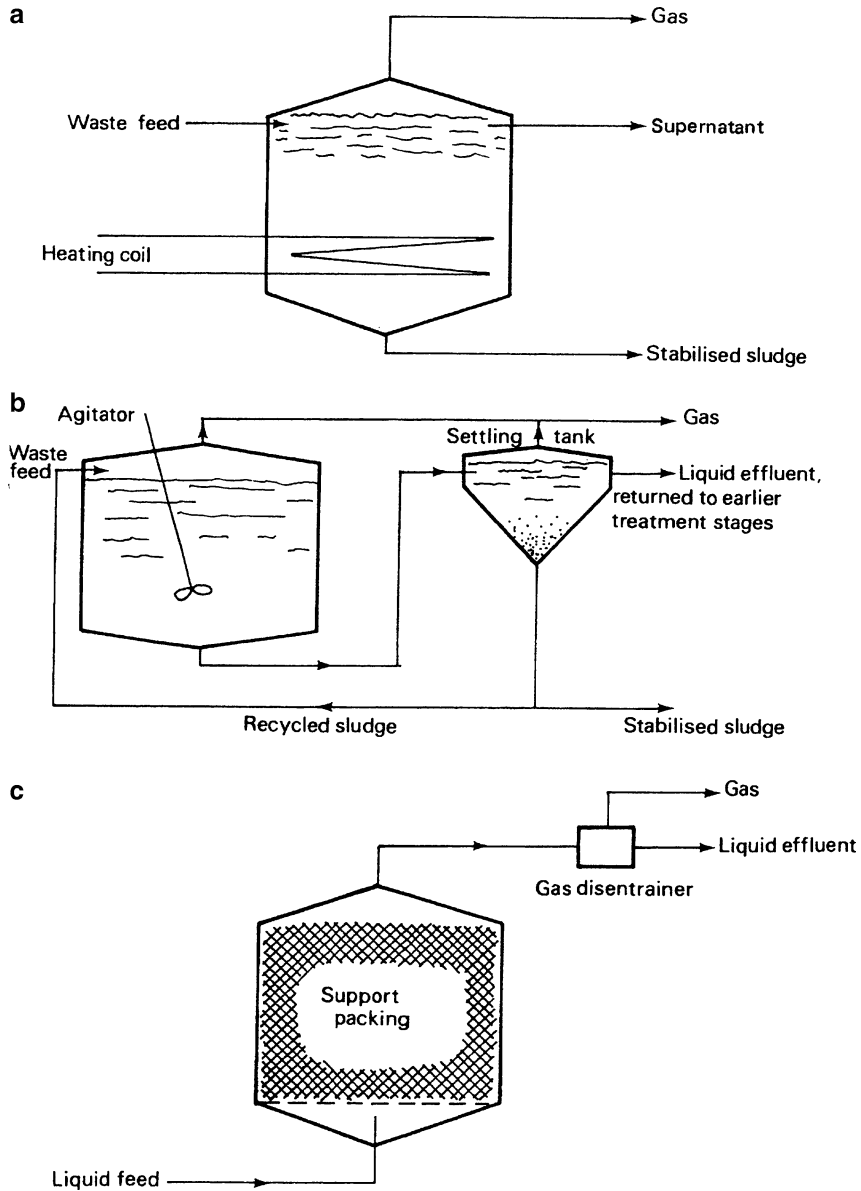 a
Gas
Waste feed
Supernatant
Heating coil
Stabilised sludge
b
Agitator
Gas
Settling tank
Waste
feed
Liquid effluent,
returned to earlier
treatment stages
Recycled sludge
Stabilised sludge
c
Gas
Liquid effluent
Gas disentrainer
Support
packing
Liquid feed